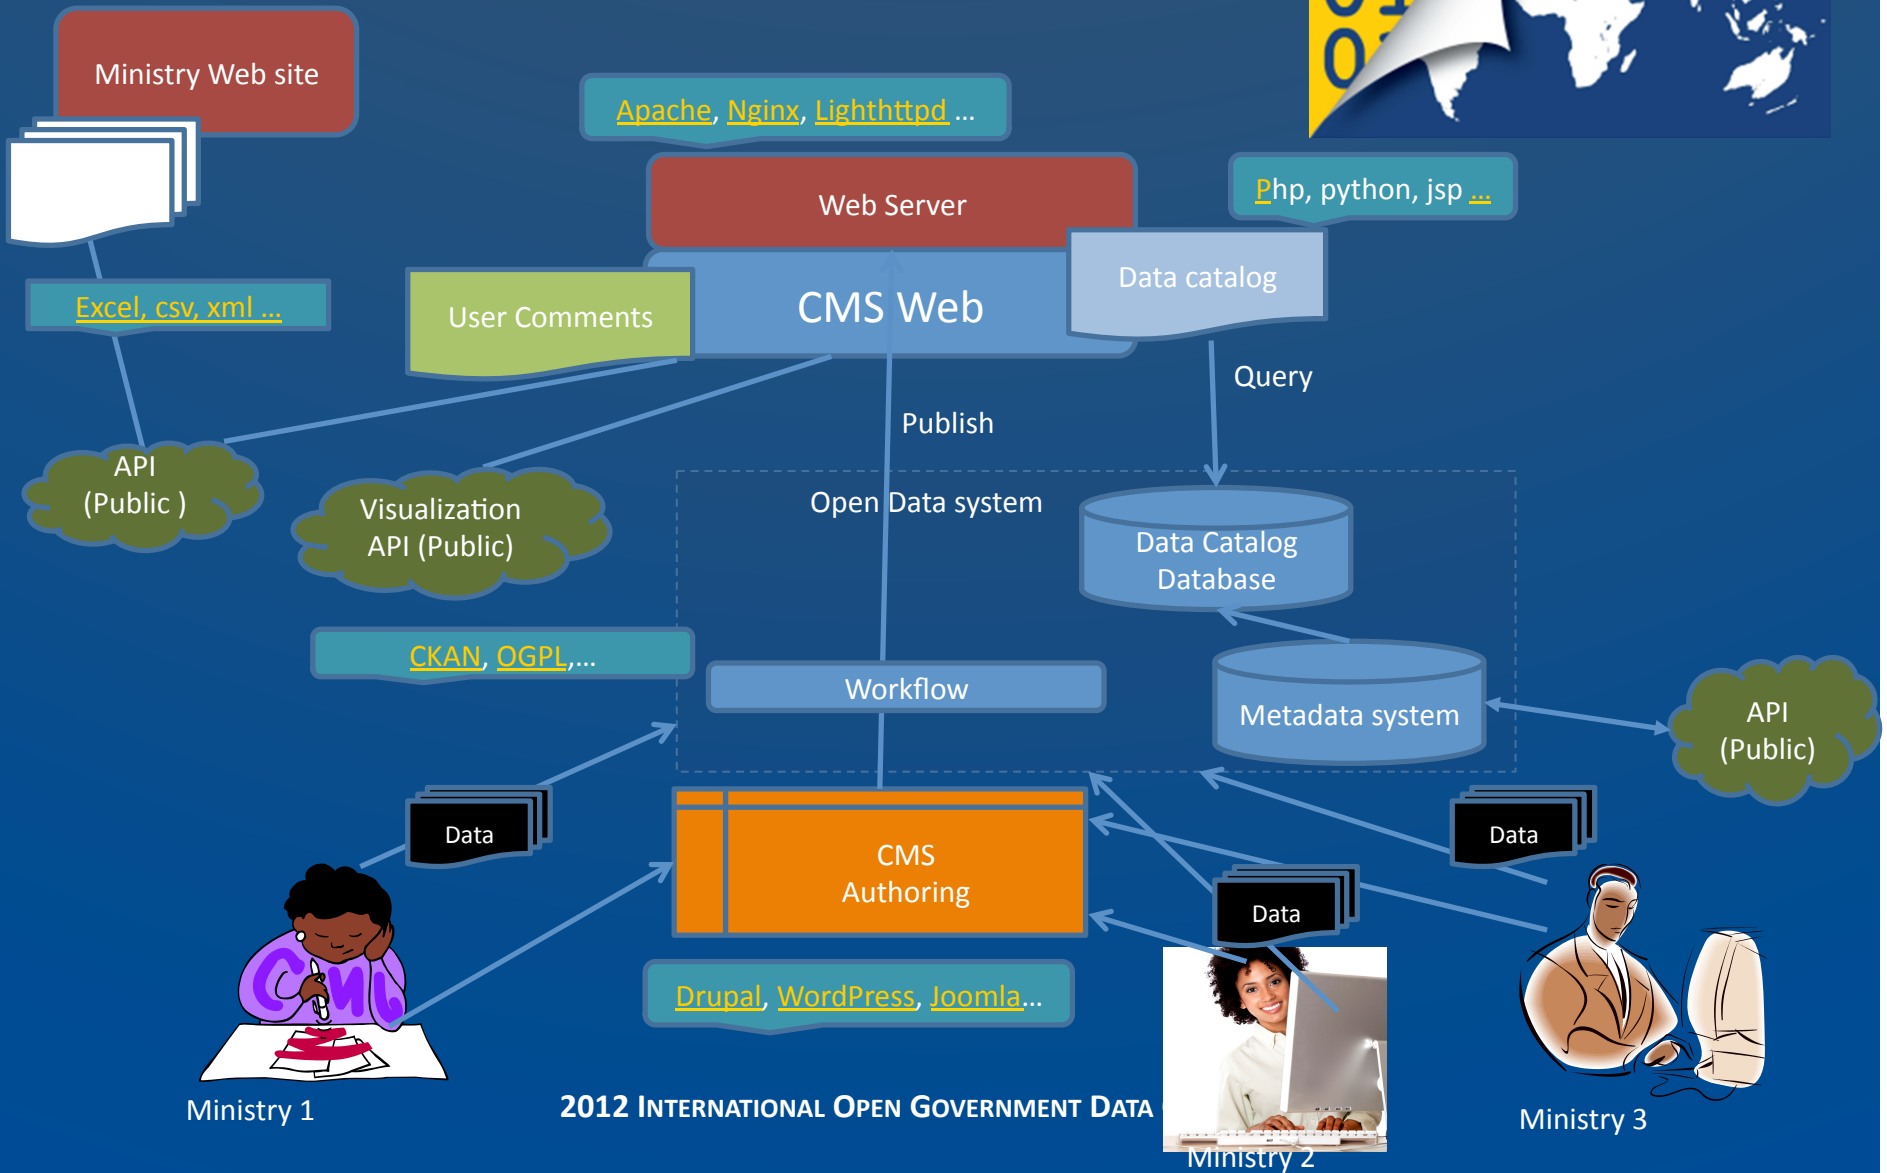 Ministry Web site
Apache, Nginx, Lighthttpd ...
Php, python, jsp ...
Web Server
Data catalog
Excel, csv, xml ...
User Comments
CMS Web
Query
Publish
API
(Public )
Visualization
API (Public)
Open Data system
Data Catalog
Database
CKAN, OGPL,...
Workflow
Metadata system
API
(Public)
Data
CMS
Authoring
Data
Data
Drupal, WordPress, Joomla...
Ministry 1
2012 INTERNATIONAL OPEN GOVERNMENT DATA
Ministry 2
Ministry 3